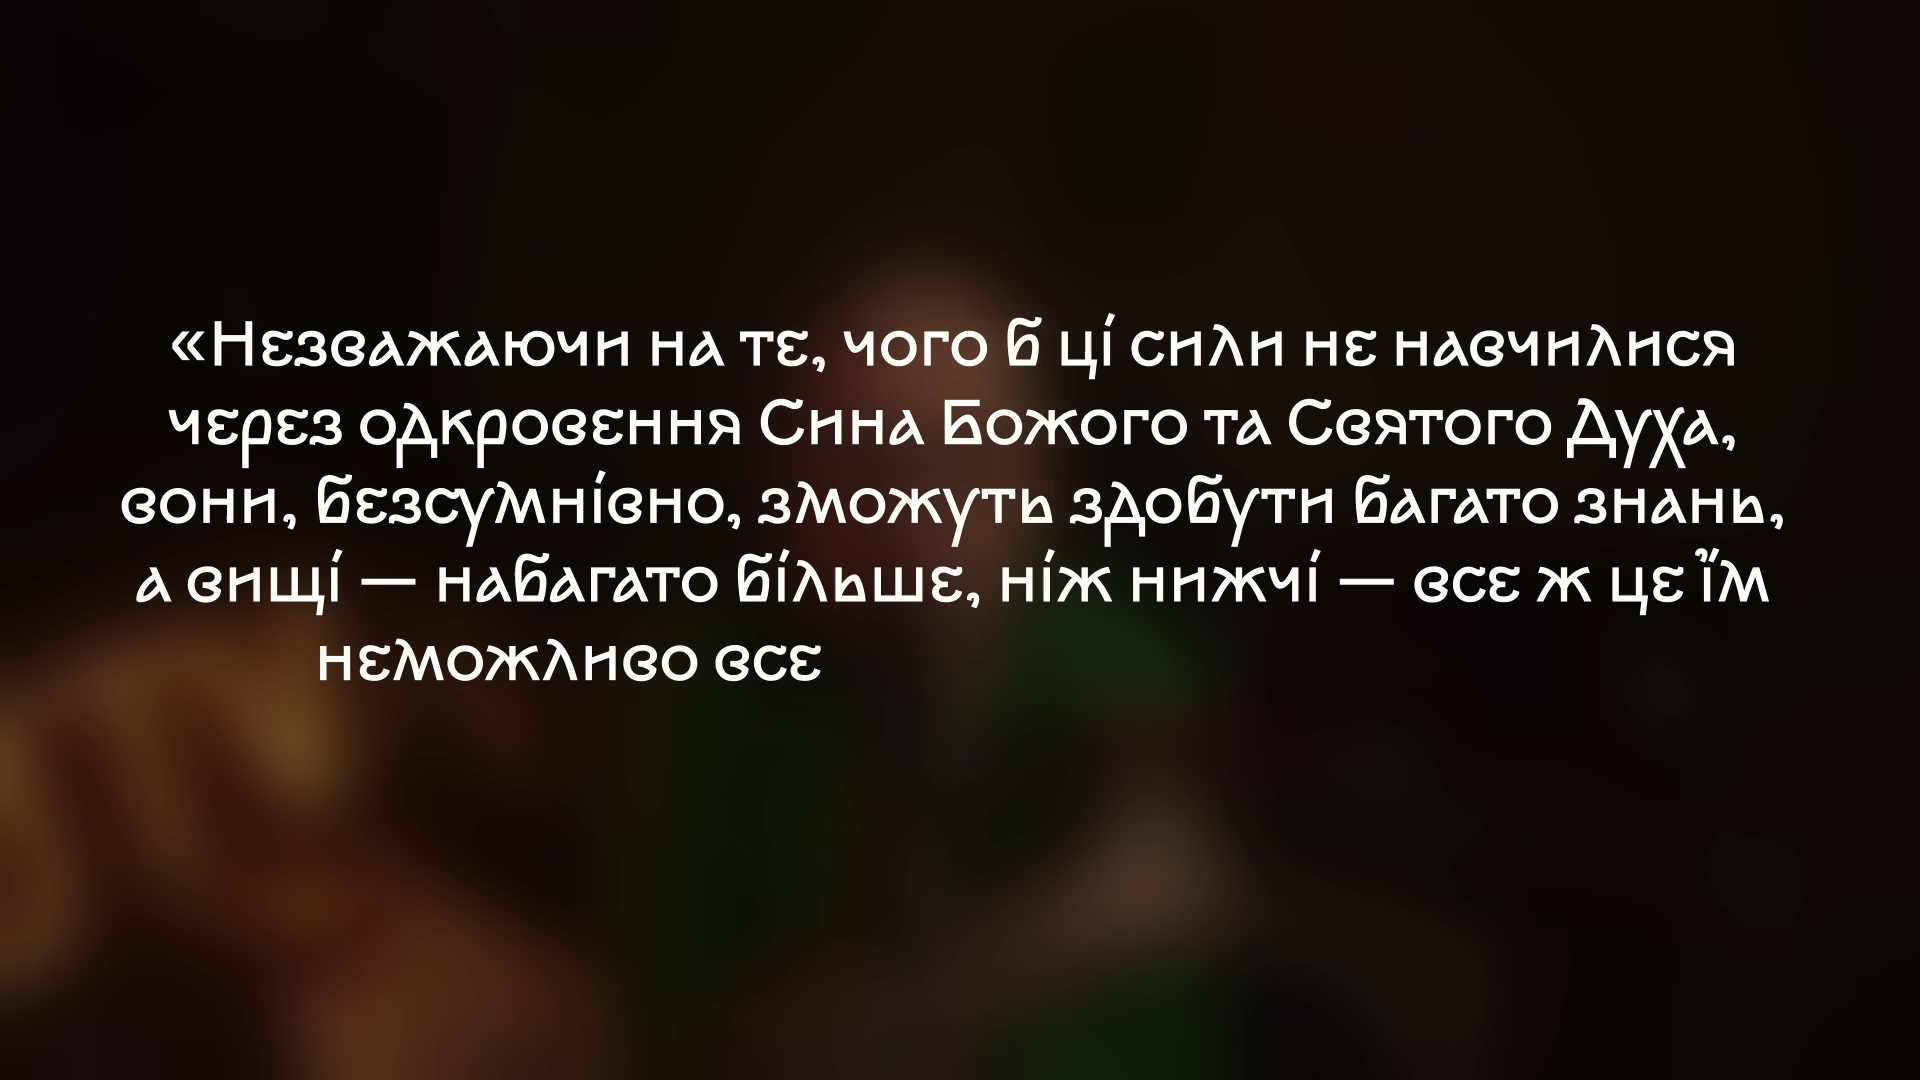 «Незважаючи на те, чого б ці сили не навчилися
через одкровення Сина Божого та Святого Духа,
вони, безсумнівно, зможуть здобути багато знань,
а вищі — набагато більше, ніж нижчі — все ж це їм
неможливо все